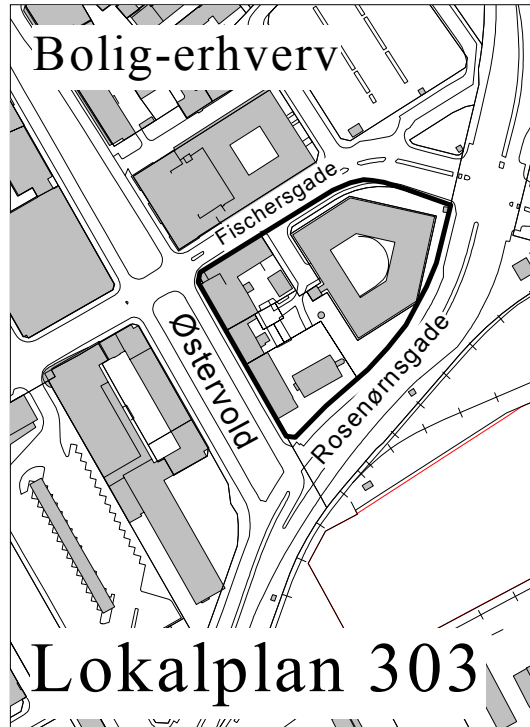 Bolig-erhverv
Fischersgade
Østervold
Rosenørnsgade
Lokalplan 303